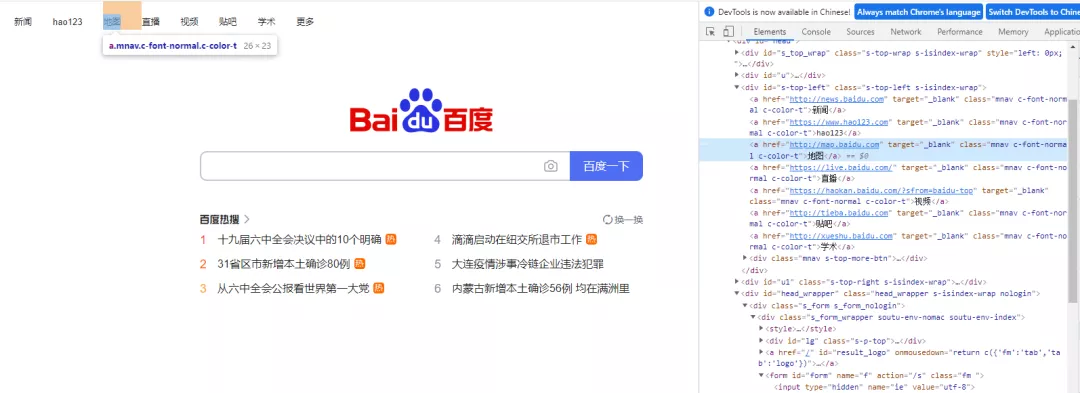 新闻 hao123 地图 直播 视频 贴吧 学术 更多
a.mnav.c-font-normal.c-color-t 26 × 23
Bai du 百度
百度一下
百度热搜 >
换一换
1 十九届六中全会决议中的10个明确 热
2 31省区市新增本土确诊80例 热
3 从六中全会公报看世界第一大党 热
4 滴滴启动在纽交所退市工作 热
5 大连疫情涉事冷链企业违法犯罪
6 内蒙古新增本土确诊56例 均在满洲里
DevTools is now available in Chinese! Always match Chrome's language Switch DevTools to Chine
Elements Console Sources Network Performance Memory Application
<div id="s_top_wrap" class="s-top-wrap s-isindex-wrap" style="left: 0px;
">…</div>
<div id="u">…</div>
<div id="s-top-left" class="s-top-left s-isindex-wrap">
<a href="http://news.baidu.com" target="_blank" class="mnav c-font-nor
mal c-color-t">新闻</a>
<a href="https://www.hao123.com" target="_blank" class="mnav c-font-no
rmal c-color-t">hao123</a>
<a href="http://map.baidu.com" target="_blank" class="mnav c-font-norma
l c-color-t">地图</a> == $0
<a href="https://live.baidu.com/" target="_blank" class="mnav c-font-no
rmal c-color-t">直播</a>
<a href="https://haokan.baidu.com/?sfrom=baidu-top" target="_blank"
class="mnav c-font-normal c-color-t">视频</a>
<a href="http://tieba.baidu.com" target="_blank" class="mnav c-font-no
rmal c-color-t">贴吧</a>
<a href="http://xueshu.baidu.com" target="_blank" class="mnav c-font-no
rmal c-color-t">学术</a>
<div class="mnav s-top-more-btn">…</div>
</div>
<div id="u1" class="s-top-right s-isindex-wrap">…</div>
<div id="head_wrapper" class="head_wrapper s-isindex-wrap nologin">
<div class="s_form s_form_nologin">
<div class="s_form_wrapper soutu-env-nomac soutu-env-index">
<style>…</style>
<div id="lg" class="s-p-top">…</div>
<a href="/" id="result_logo" onmousedown="return c({'fm':'tab','ta
b':'logo'})">…</a>
<form id="form" name="f" action="/s" class="fm ">
<input type="hidden" name="ie" value="utf-8">